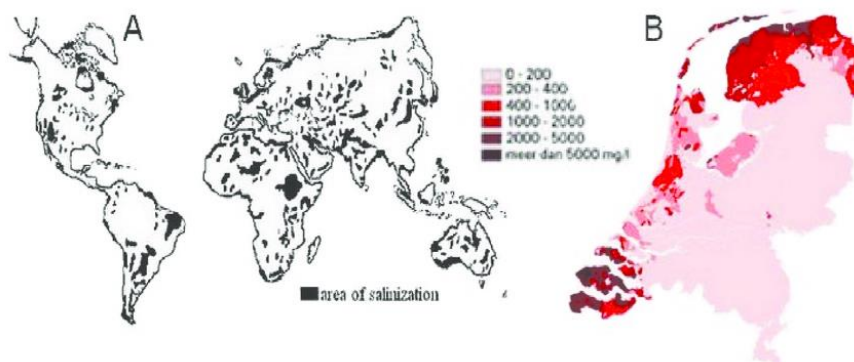 A
0 - 200
200 - 400
400 - 1000
1000 - 2000
2000 - 5000
meer dan 5000 mg/l
B
area of salinization